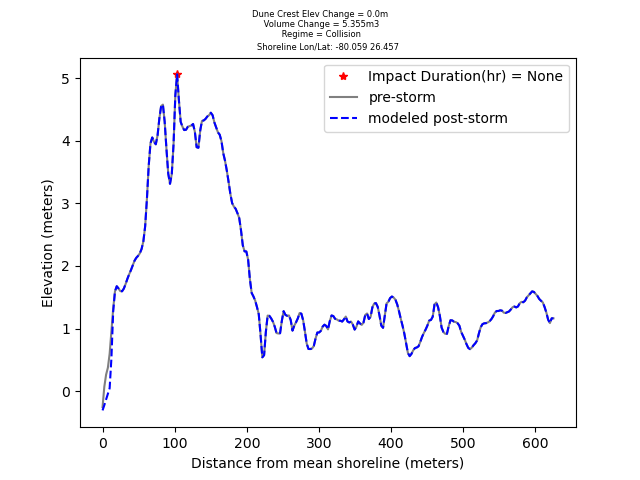 Dune Crest Elev Change = 0.0m
Volume Change = 5.355m3
Regime = Collision
Shoreline Lon/Lat: -80.059 26.457
Impact Duration(hr) = None
pre-storm
modeled post-storm
Elevation (meters)
5
4
3
2
1
0
0 100 200 300 400 500 600
Distance from mean shoreline (meters)